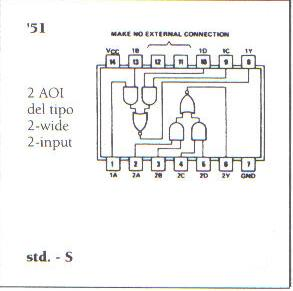 '51
MAKE NO EXTERNAL CONNECTION
VCC 1B 1D 1C 1Y
14 13 12 11 10 9 8
2 AOI
del tipo
2-wide
2-input
1 2 3 4 5 6 7
1A 2A 2B 2C 2D 2Y GND
std. - S